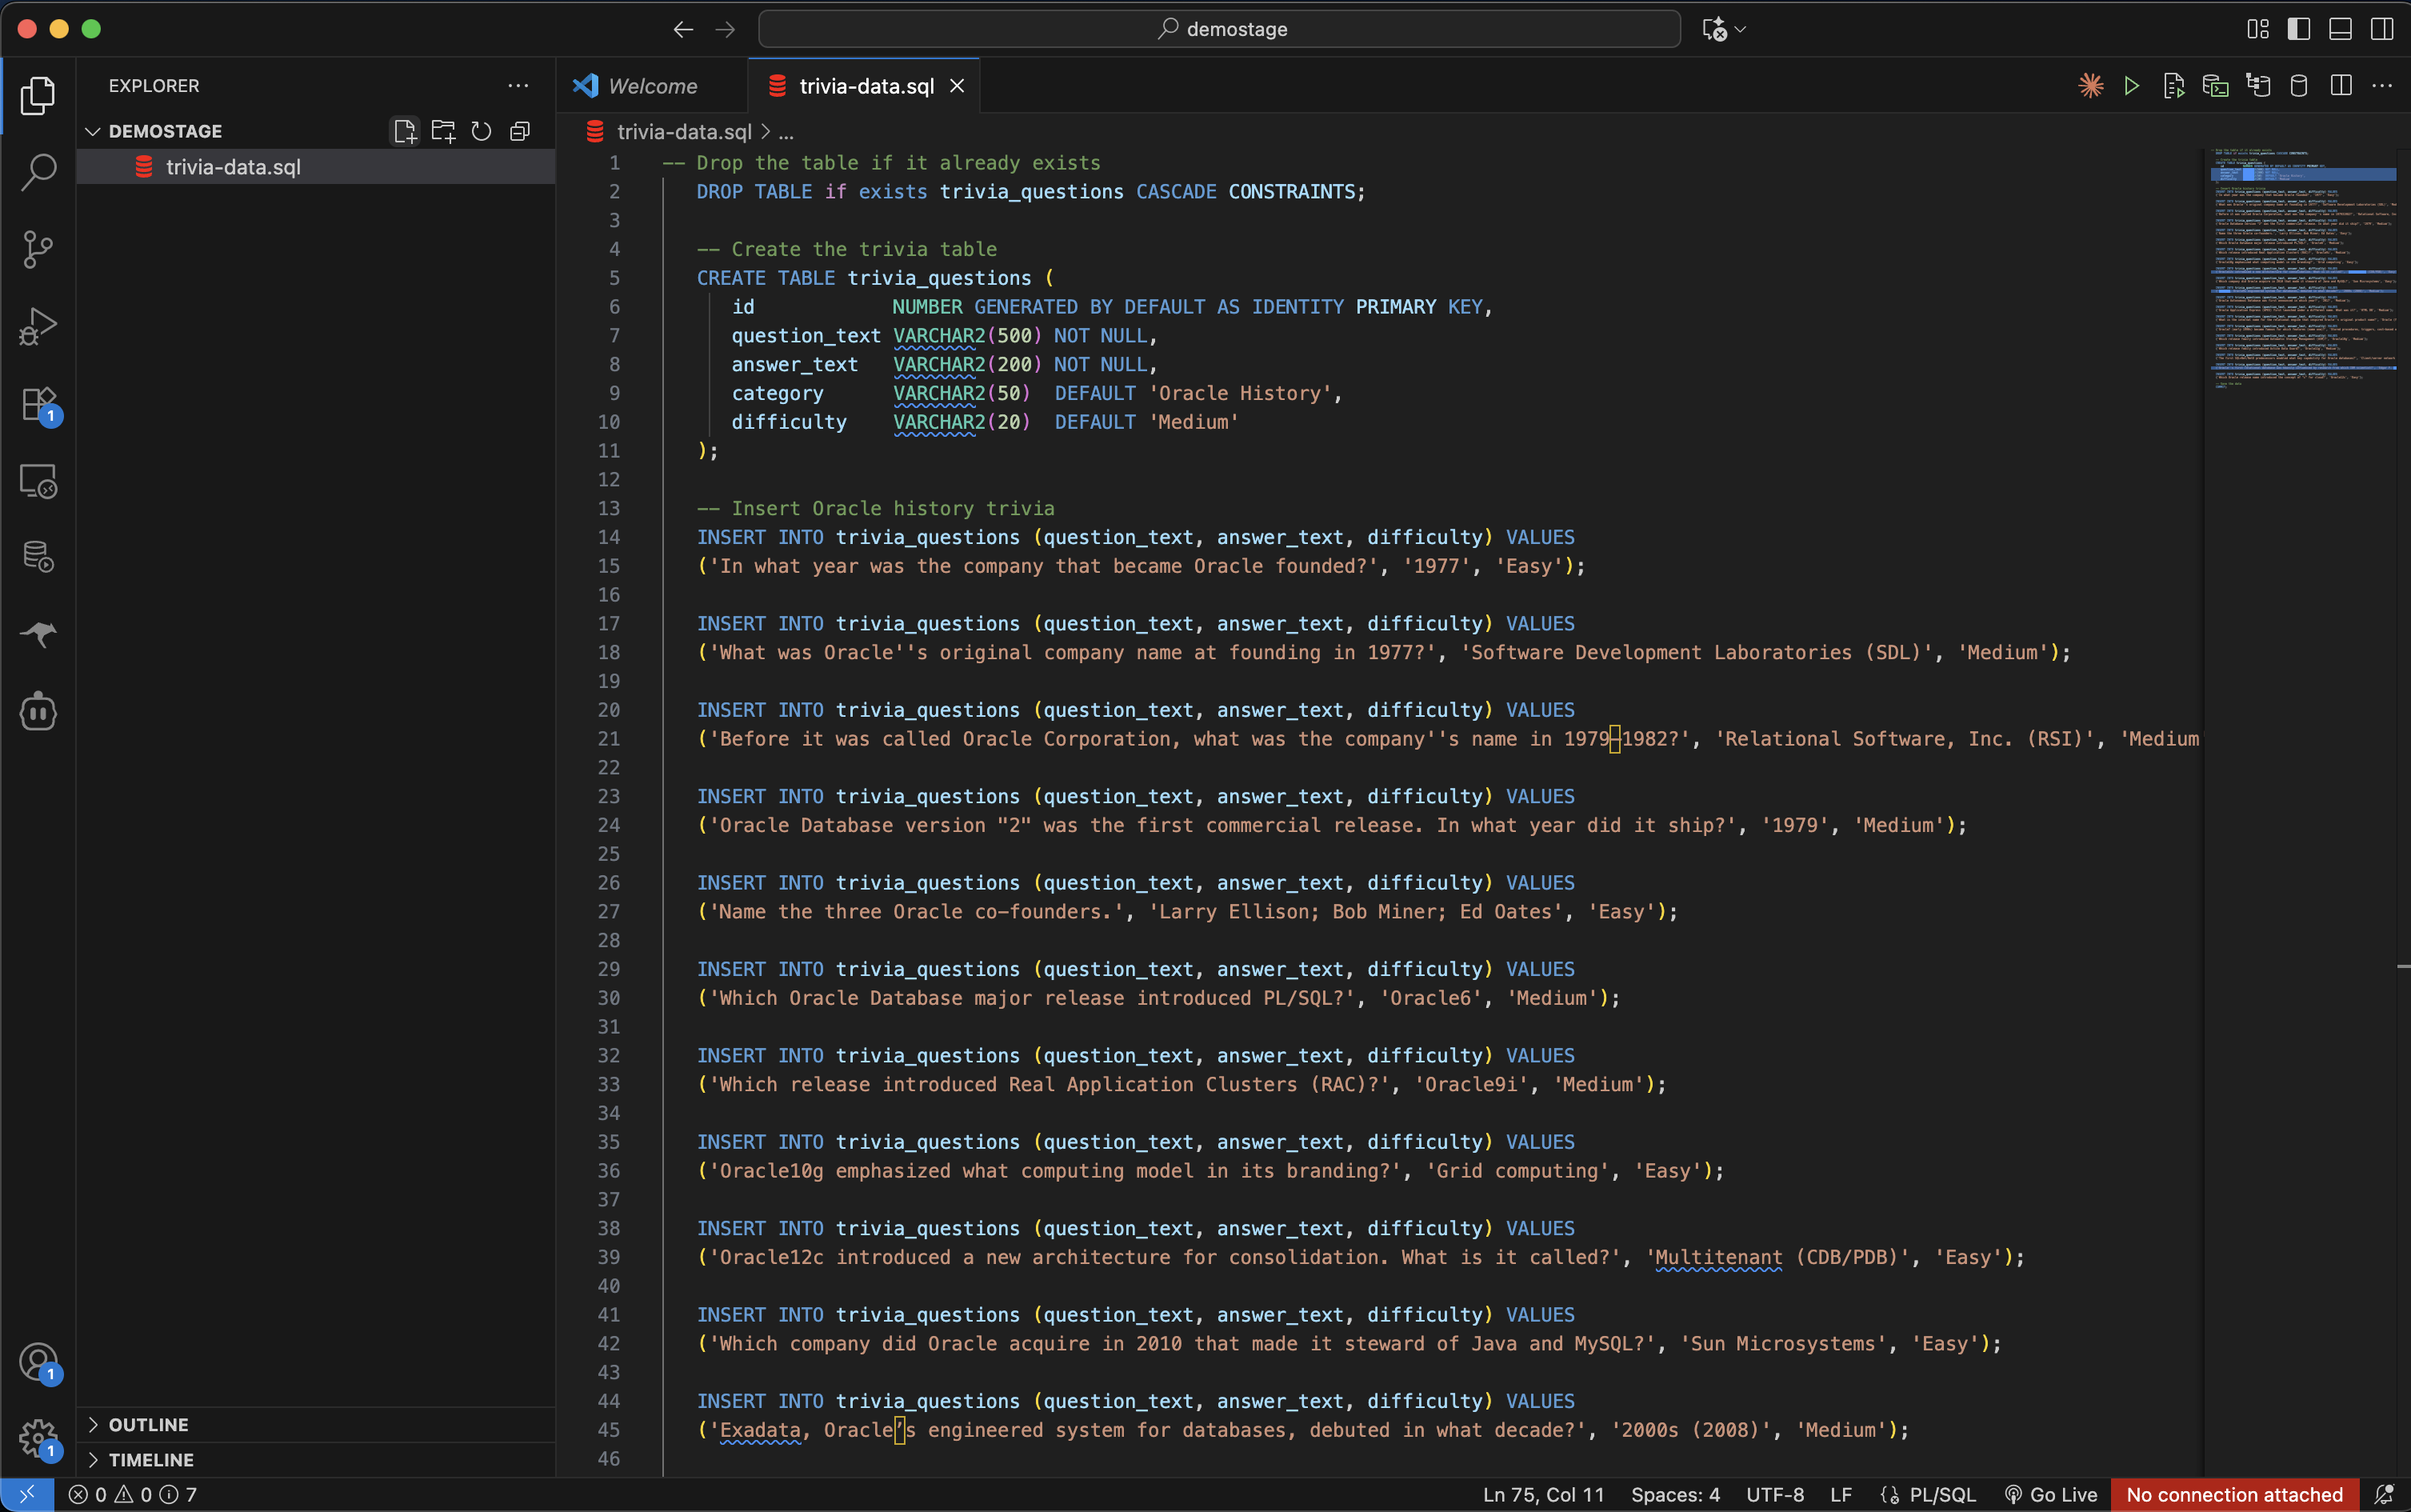 demostage
EXPLORER
Welcome
trivia-data.sql
DEMOSTAGE
trivia-data.sql
trivia-data.sql > ...
1 -- Drop the table if it already exists
2 DROP TABLE if exists trivia_questions CASCADE CONSTRAINTS;
3
4 -- Create the trivia table
5 CREATE TABLE trivia_questions (
6 id NUMBER GENERATED BY DEFAULT AS IDENTITY PRIMARY KEY,
7 question_text VARCHAR2(500) NOT NULL,
8 answer_text VARCHAR2(200) NOT NULL,
9 category VARCHAR2(50) DEFAULT 'Oracle History',
10 difficulty VARCHAR2(20) DEFAULT 'Medium'
11 );
12
13 -- Insert Oracle history trivia
14 INSERT INTO trivia_questions (question_text, answer_text, difficulty) VALUES
15 ('In what year was the company that became Oracle founded?', '1977', 'Easy');
16
17 INSERT INTO trivia_questions (question_text, answer_text, difficulty) VALUES
18 ('What was Oracle''s original company name at founding in 1977?', 'Software Development Laboratories (SDL)', 'Medium');
19
20 INSERT INTO trivia_questions (question_text, answer_text, difficulty) VALUES
21 ('Before it was called Oracle Corporation, what was the company''s name in 1979–1982?', 'Relational Software, Inc. (RSI)', 'Medium
22
23 INSERT INTO trivia_questions (question_text, answer_text, difficulty) VALUES
24 ('Oracle Database version "2" was the first commercial release. In what year did it ship?', '1979', 'Medium');
25
26 INSERT INTO trivia_questions (question_text, answer_text, difficulty) VALUES
27 ('Name the three Oracle co-founders.', 'Larry Ellison; Bob Miner; Ed Oates', 'Easy');
28
29 INSERT INTO trivia_questions (question_text, answer_text, difficulty) VALUES
30 ('Which Oracle Database major release introduced PL/SQL?', 'Oracle6', 'Medium');
31
32 INSERT INTO trivia_questions (question_text, answer_text, difficulty) VALUES
33 ('Which release introduced Real Application Clusters (RAC)?', 'Oracle9i', 'Medium');
34
35 INSERT INTO trivia_questions (question_text, answer_text, difficulty) VALUES
36 ('Oracle10g emphasized what computing model in its branding?', 'Grid computing', 'Easy');
37
38 INSERT INTO trivia_questions (question_text, answer_text, difficulty) VALUES
39 ('Oracle12c introduced a new architecture for consolidation. What is it called?', 'Multitenant (CDB/PDB)', 'Easy');
40
41 INSERT INTO trivia_questions (question_text, answer_text, difficulty) VALUES
42 ('Which company did Oracle acquire in 2010 that made it steward of Java and MySQL?', 'Sun Microsystems', 'Easy');
43
44 INSERT INTO trivia_questions (question_text, answer_text, difficulty) VALUES
45 ('Exadata, Oracle’s engineered system for databases, debuted in what decade?', '2000s (2008)', 'Medium');
46
1
1
1
OUTLINE
TIMELINE
0 0 7
Ln 75, Col 11 Spaces: 4 UTF-8 LF PL/SQL Go Live No connection attached